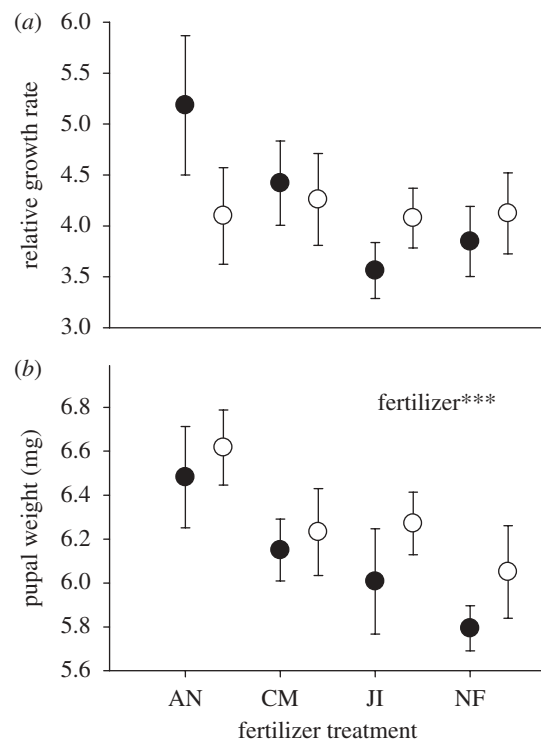 (a)
relative growth rate
6.0
5.5
5.0
4.5
4.0
3.5
3.0
(b)
fertilizer***
pupal weight (mg)
6.8
6.6
6.4
6.2
6.0
5.8
5.6
AN CM JI NF
fertilizer treatment